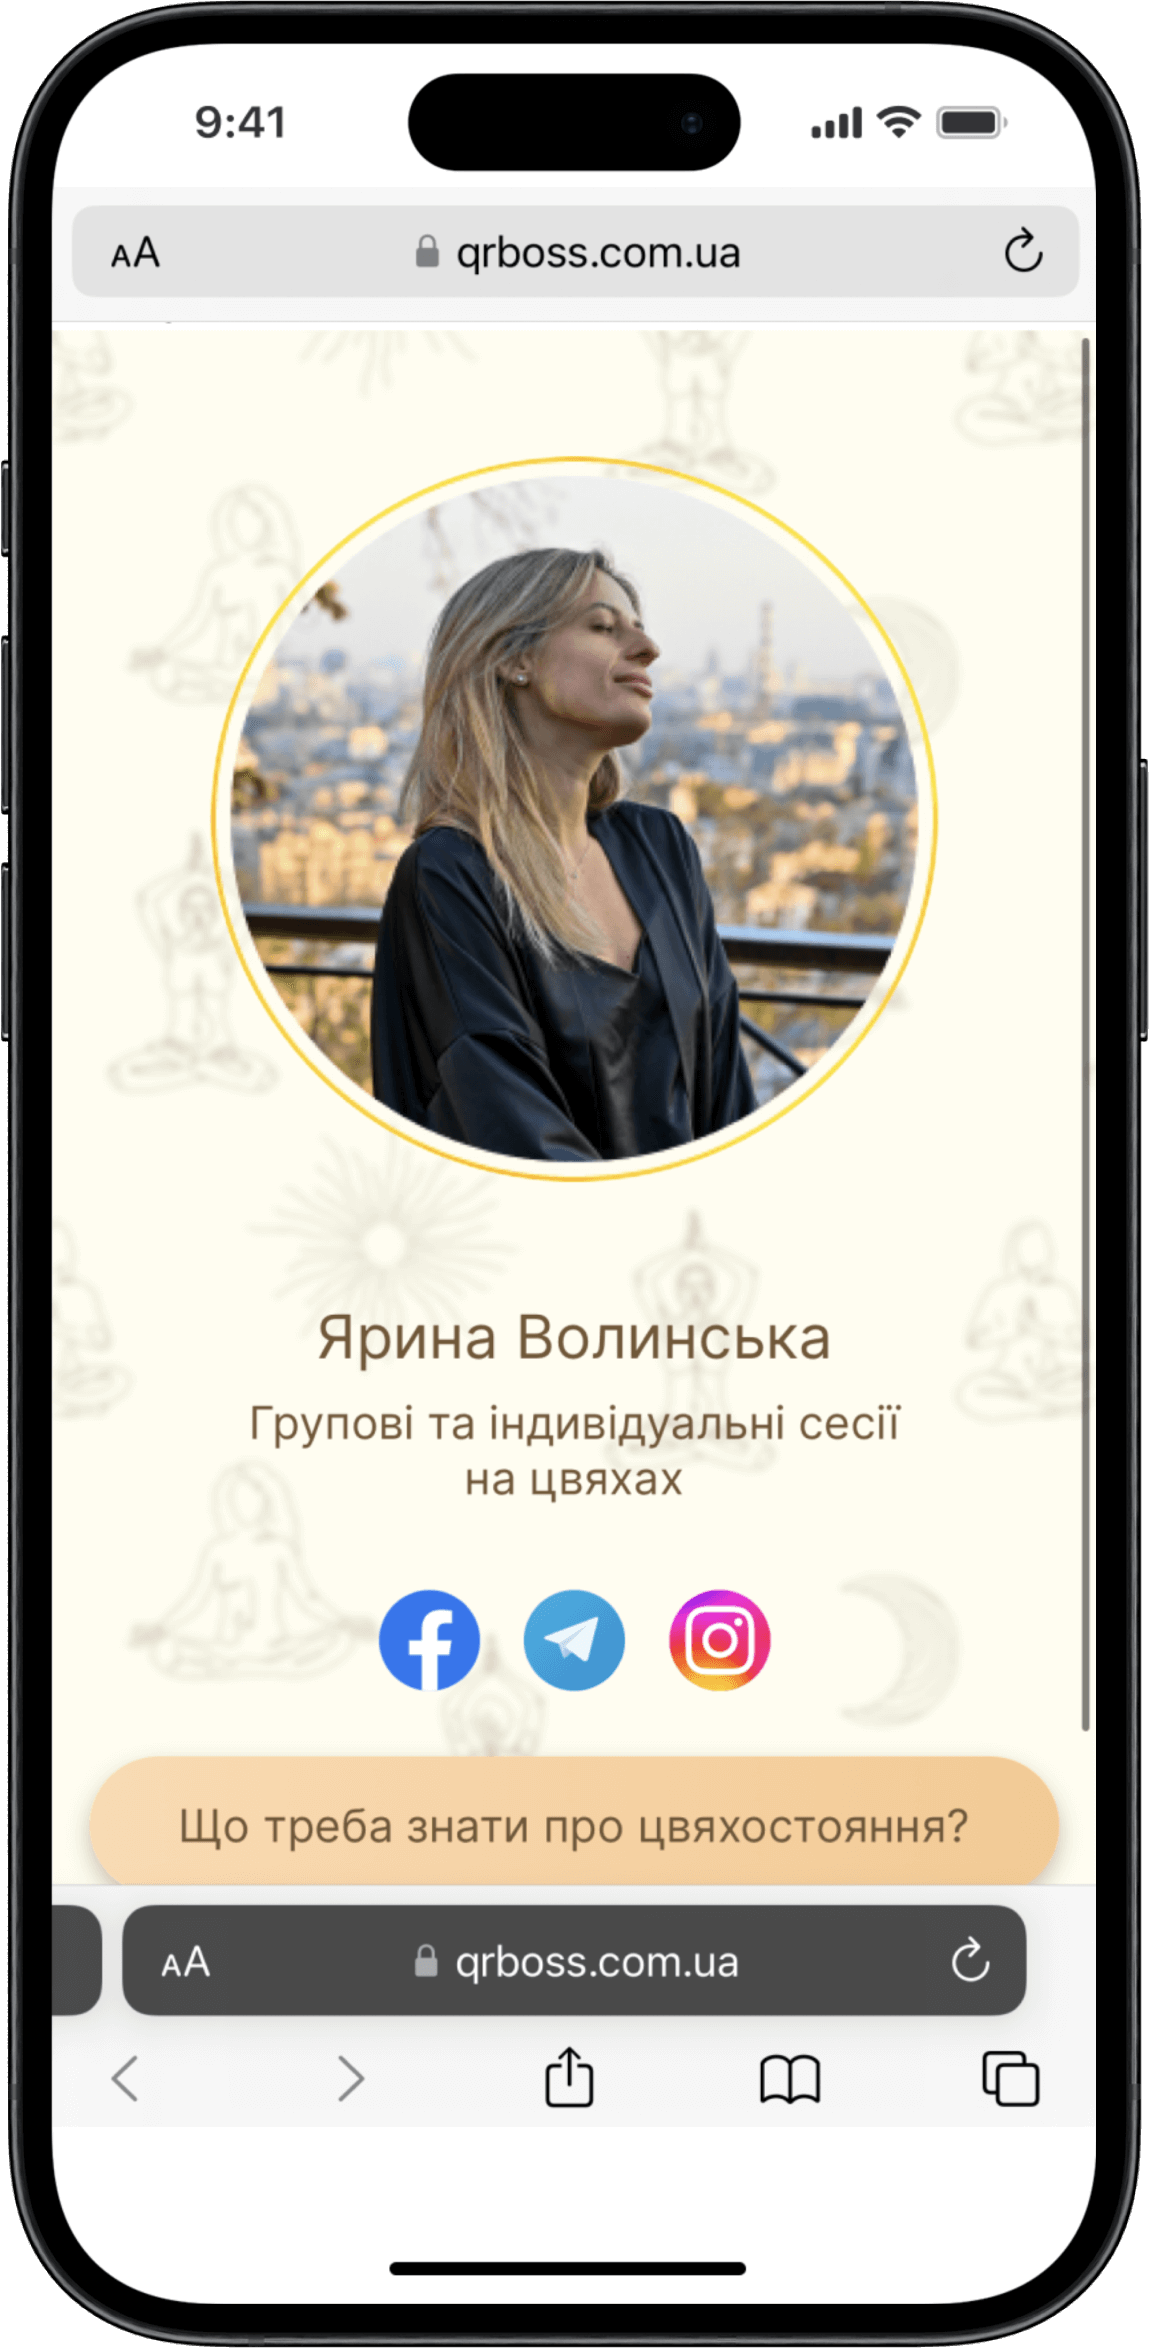 9:41
AA qrboss.com.ua
Ярина Волинська
Групові та індивідуальні сесії
на цвяхах
Що треба знати про цвяхостояння?
AA qrboss.com.ua